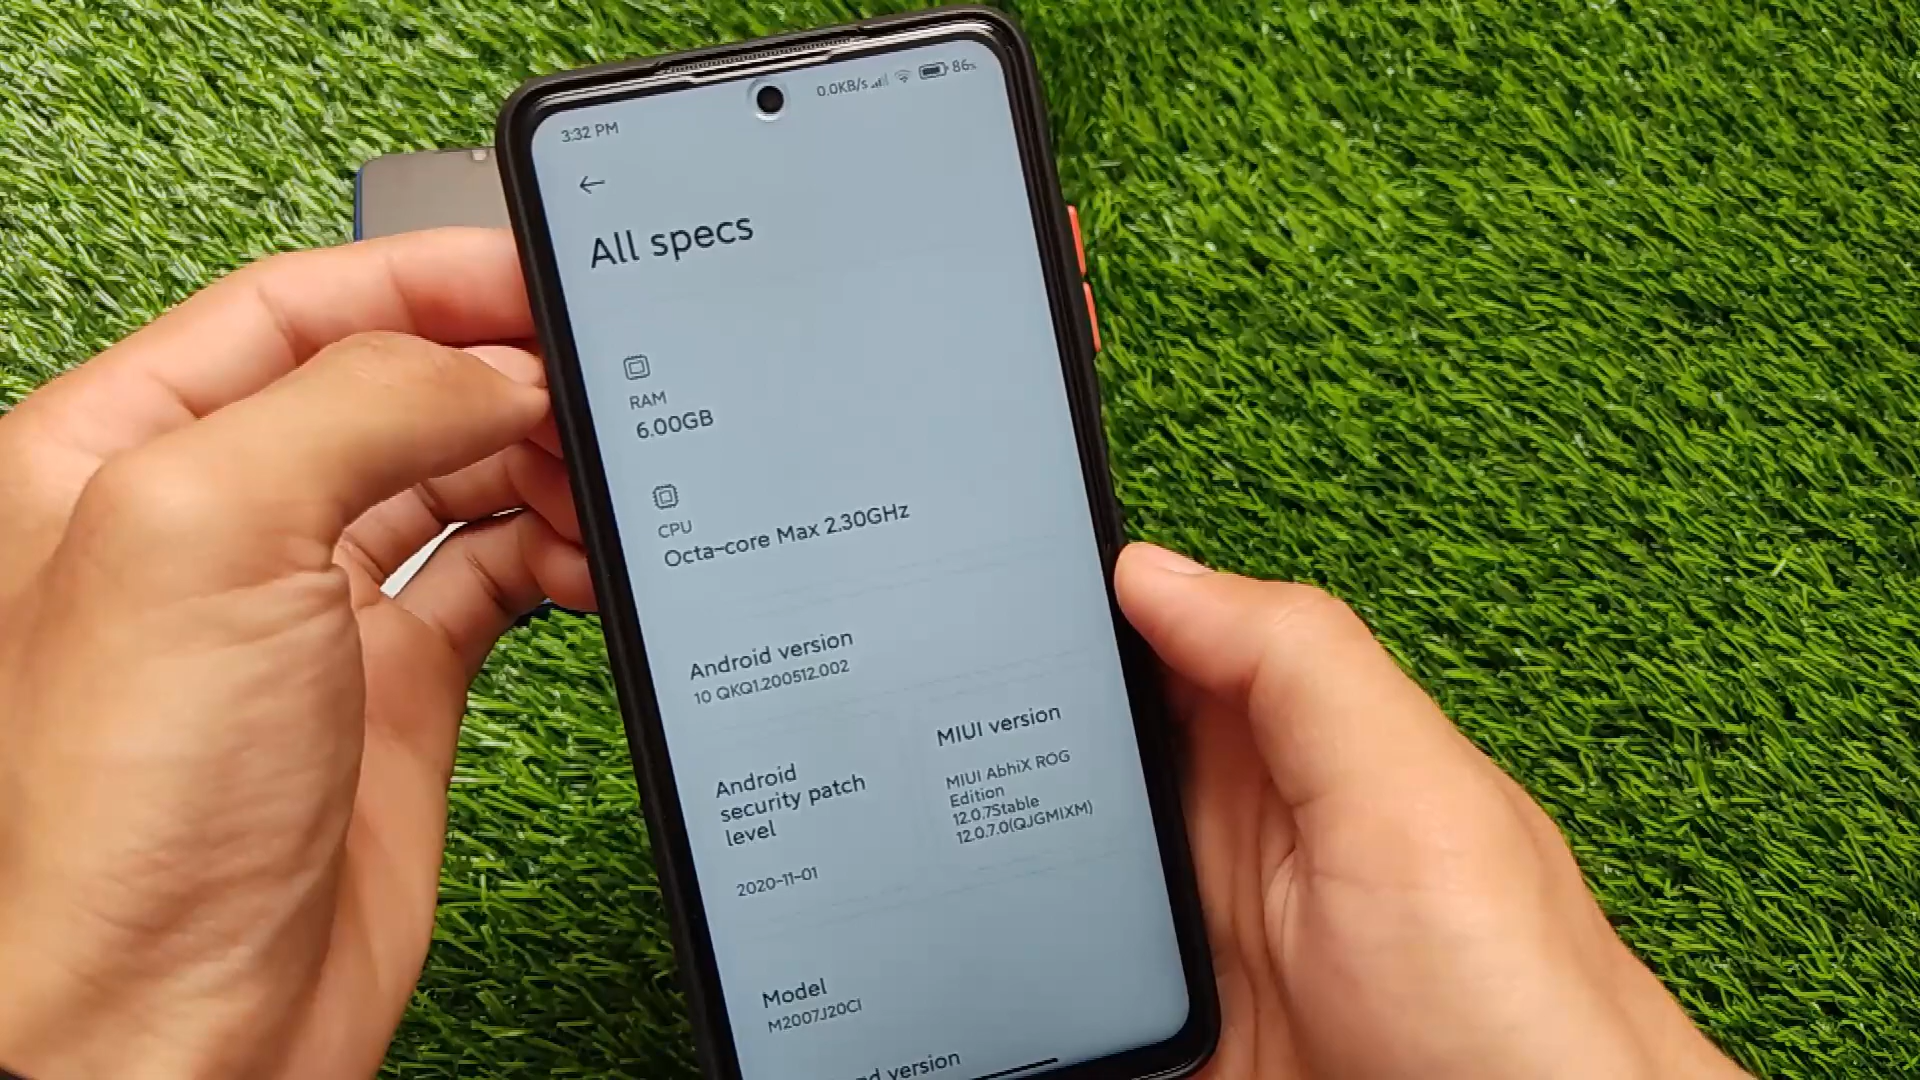 3:32 PM
0.0KB/s
86%
All specs
RAM
6.00GB
CPU
Octa-core Max 2.30GHz
Android version
10 QKQ1.200512.002
Android
security patch
level
2020-11-01
MIUI version
MIUI AbhiX ROG
Edition
12.0.7Stable
12.0.7.0(QJGMIXM)
Model
M2007J20CI
version